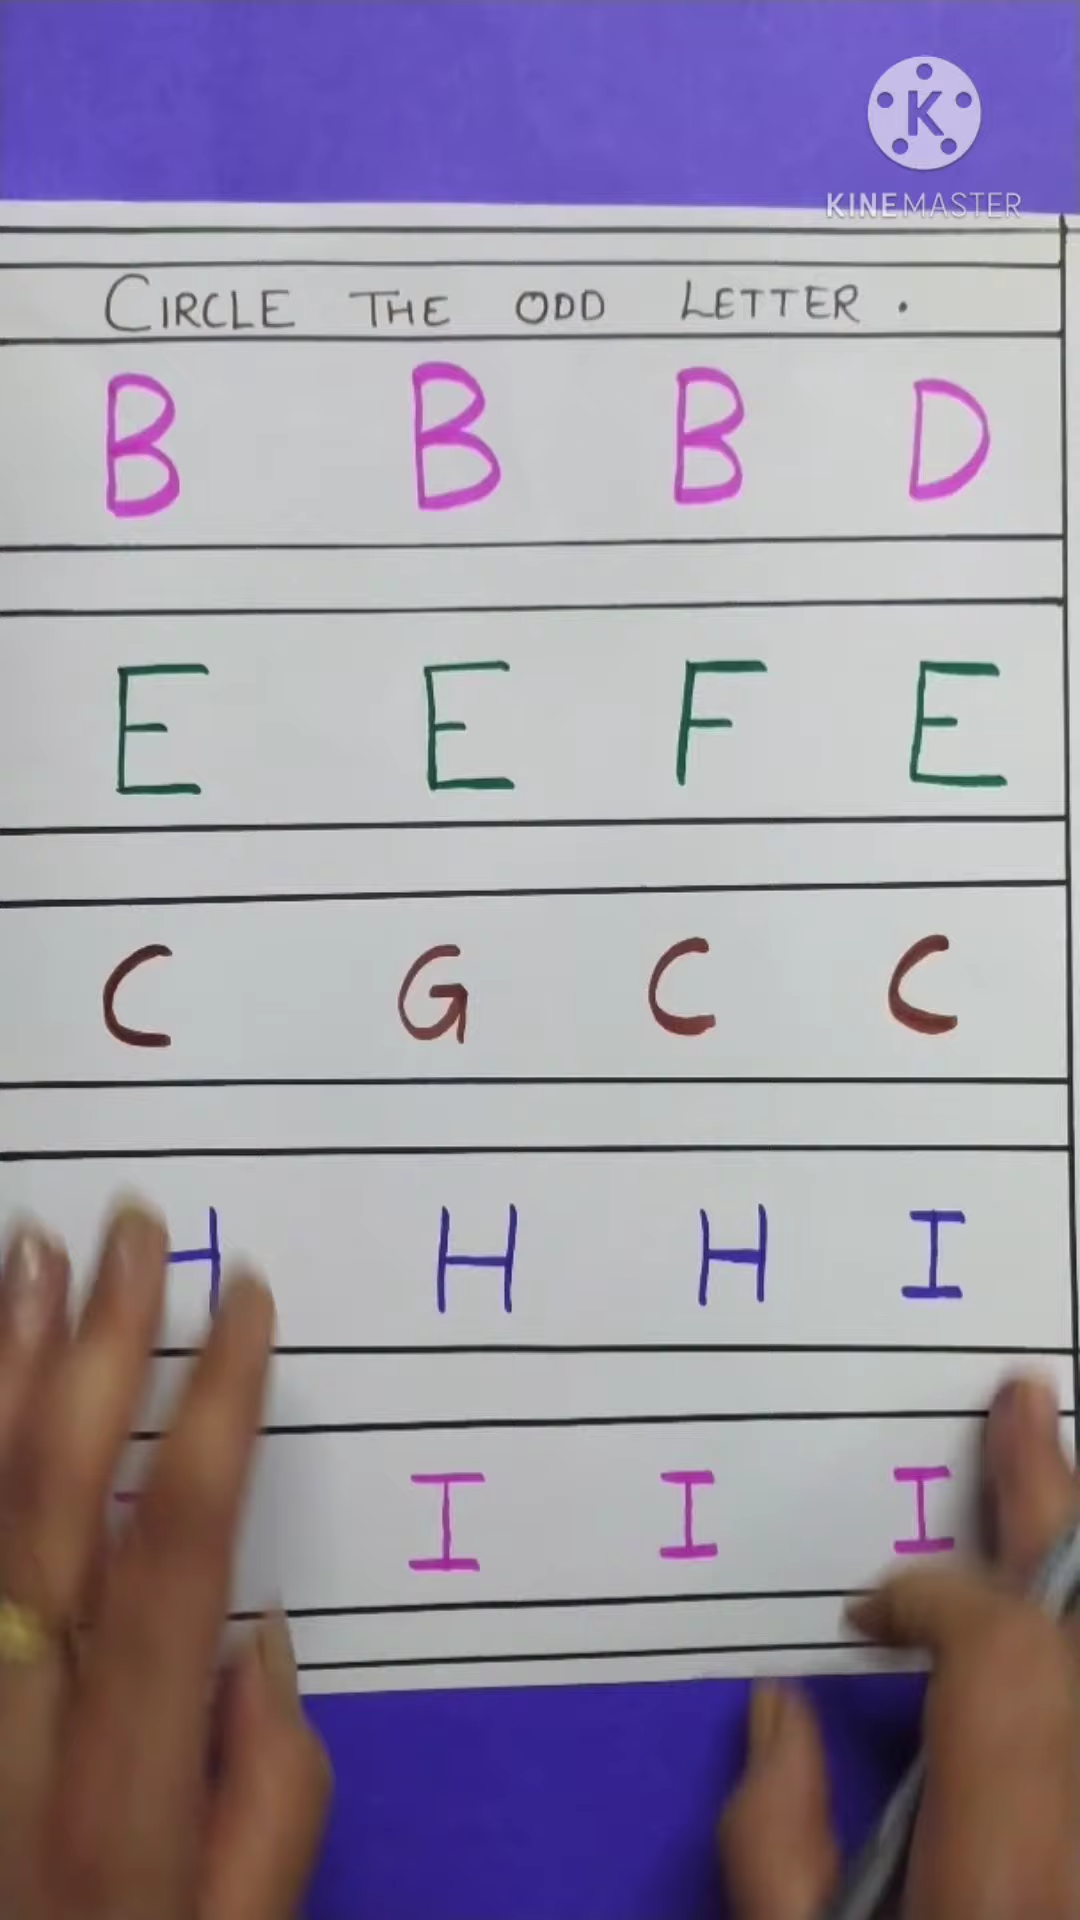 KINEMASTER
CIRCLE THE ODD LETTER.
B B B D
E E F E
C G C C
H H H I
I I I